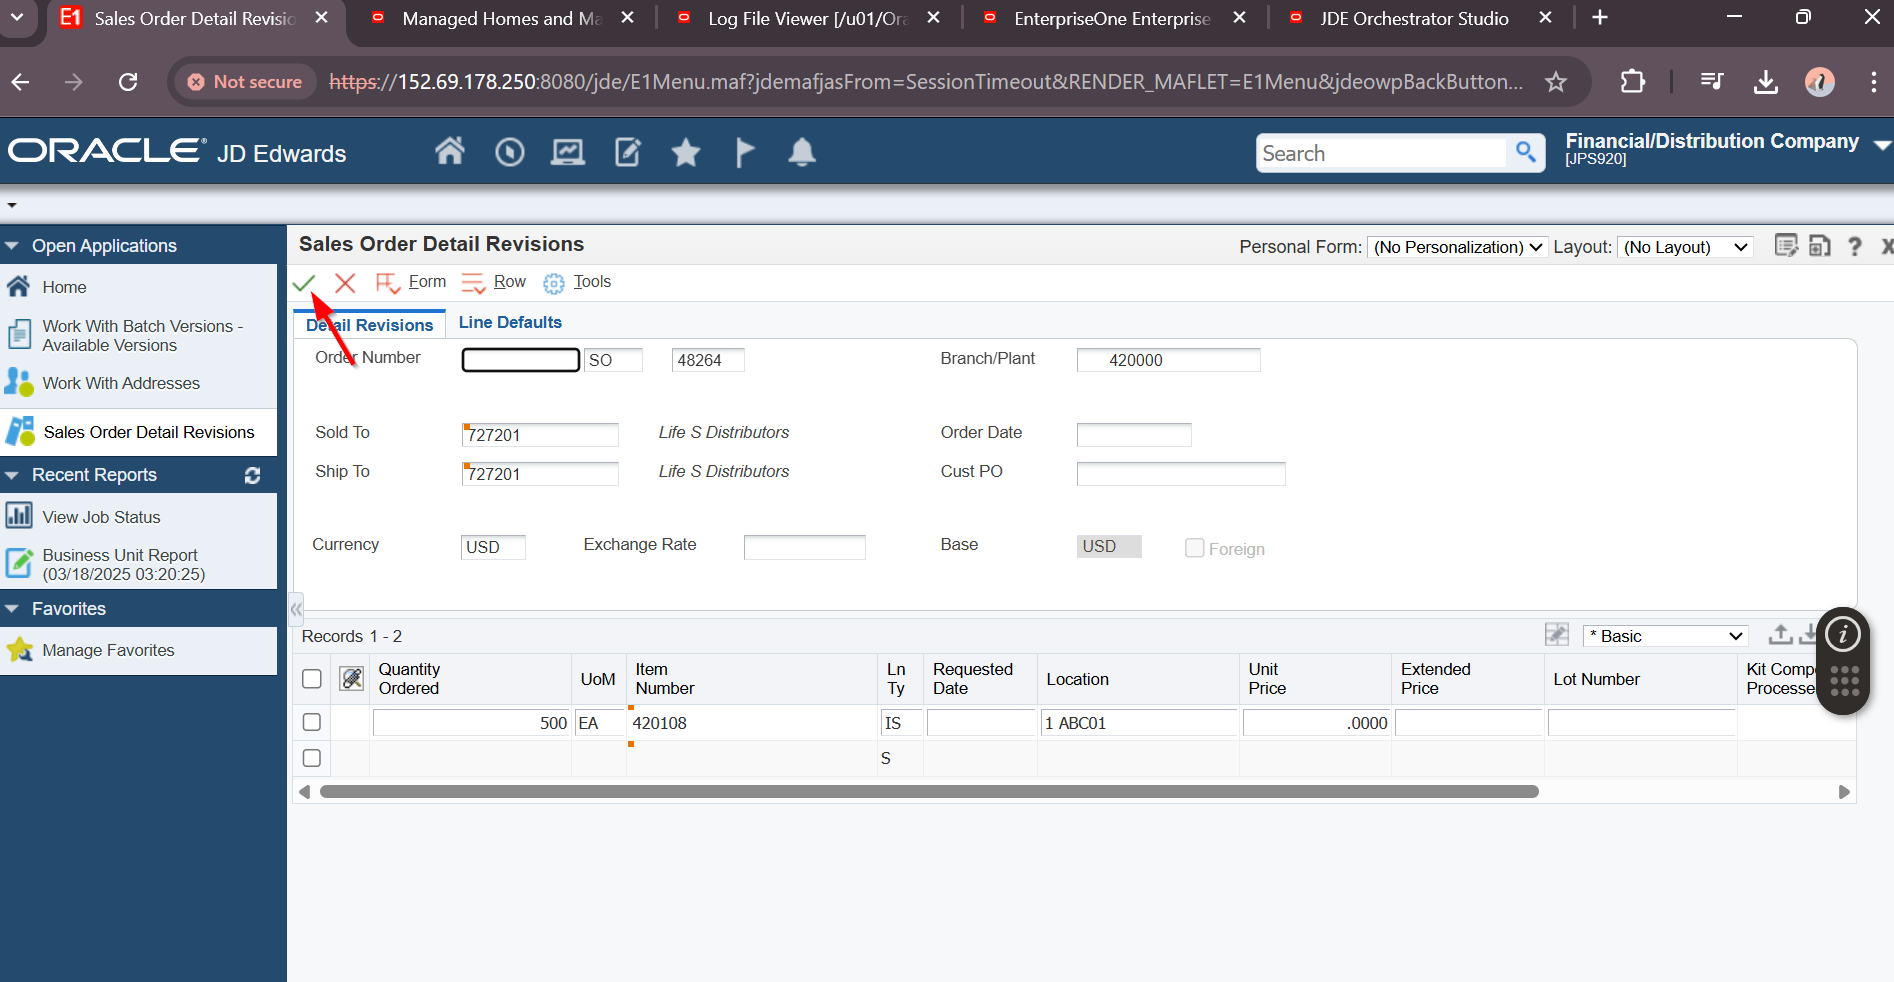 E1 Sales Order Detail Revisio
Managed Homes and Ma
Log File Viewer [/u01/Ora
EnterpriseOne Enterprise
JDE Orchestrator Studio
Not secure
https://152.69.178.250:8080/jde/E1Menu.maf?jdemafjasFrom=SessionTimeout&RENDER_MAFLET=E1Menu&jdeowpBackButton...
ORACLE® JD Edwards
Search
Financial/Distribution Company
[JPS920]
Open Applications
Home
Work With Batch Versions -
Available Versions
Work With Addresses
Sales Order Detail Revisions
Recent Reports
View Job Status
Business Unit Report
(03/18/2025 03:20:25)
Favorites
Manage Favorites
Sales Order Detail Revisions
Personal Form: (No Personalization) Layout: (No Layout) ? X
Form Row Tools
Detail Revisions Line Defaults
Order Number SO 48264 Branch/Plant 420000
Sold To 727201 Life S Distributors Order Date
Ship To 727201 Life S Distributors Cust PO
Currency USD Exchange Rate Base USD Foreign
Records 1 - 2 * Basic
Quantity Ordered UoM Item Number Ln Ty Requested Date Location Unit Price Extended Price Lot Number Kit Comp Processe
500 EA 420108 IS 1 ABC01 .0000
S